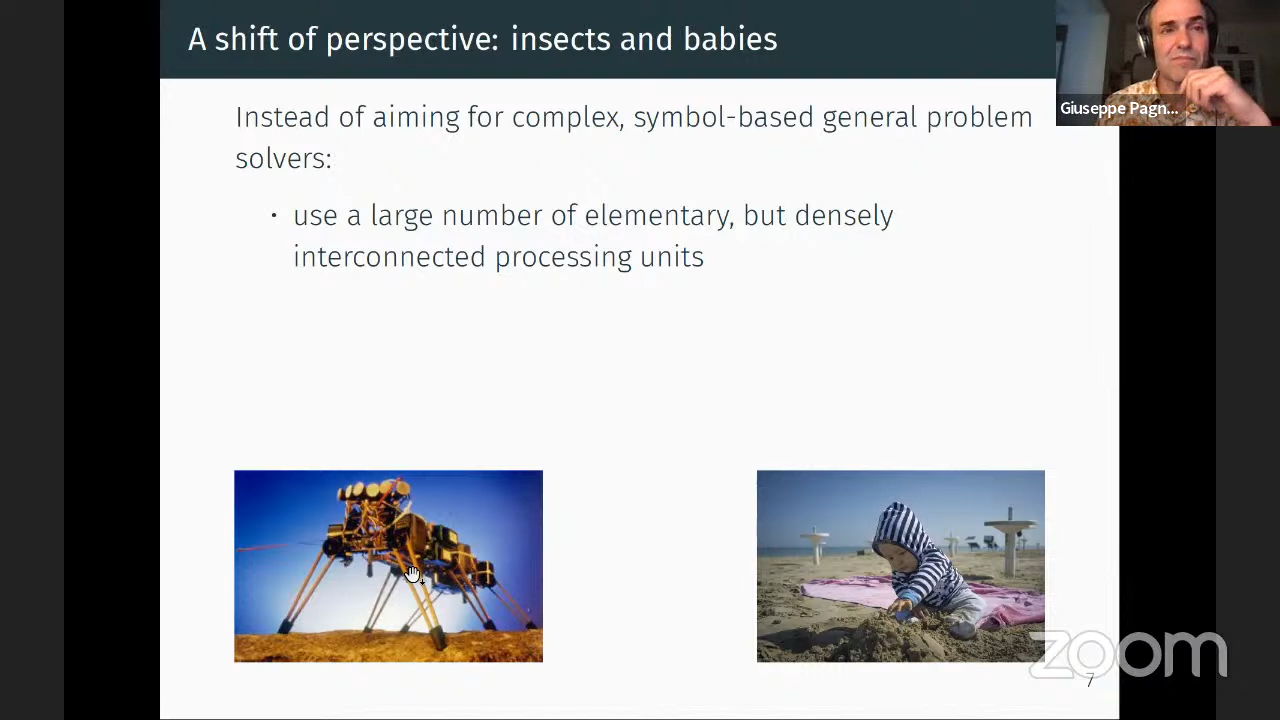 A shift of perspective: insects and babies
Giuseppe Pagn...
Instead of aiming for complex, symbol-based general problem
solvers:
• use a large number of elementary, but densely
interconnected processing units
zoom
7